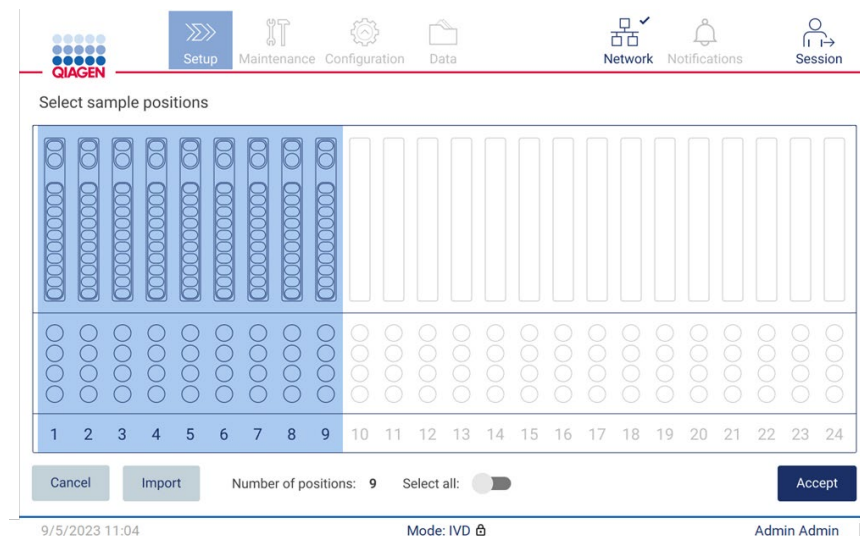 QIAGEN
Setup Maintenance Configuration Data Network Notifications Session
Select sample positions
1 2 3 4 5 6 7 8 9 10 11 12 13 14 15 16 17 18 19 20 21 22 23 24
Cancel Import Number of positions: 9 Select all: Accept
9/5/2023 11:04 Mode: IVD Admin Admin